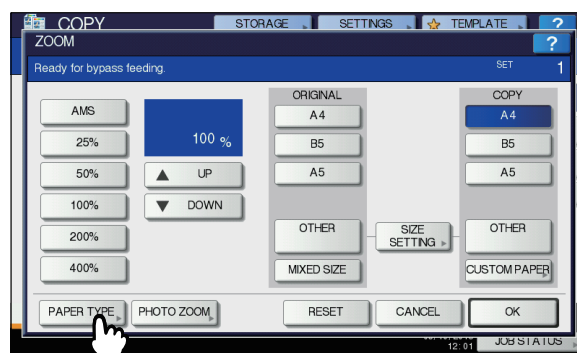 COPY
STORAGE
SETTINGS
TEMPLATE
?
ZOOM
?
Ready for bypass feeding.
SET
1
ORIGINAL
COPY
AMS
A4
A4
25%
100 %
B5
B5
50%
UP
A5
A5
100%
DOWN
200%
OTHER
SIZE
SETTING
OTHER
400%
MIXED SIZE
CUSTOM PAPER
PAPER TYPE
PHOTO ZOOM
RESET
CANCEL
OK
12:01
JOB STATUS